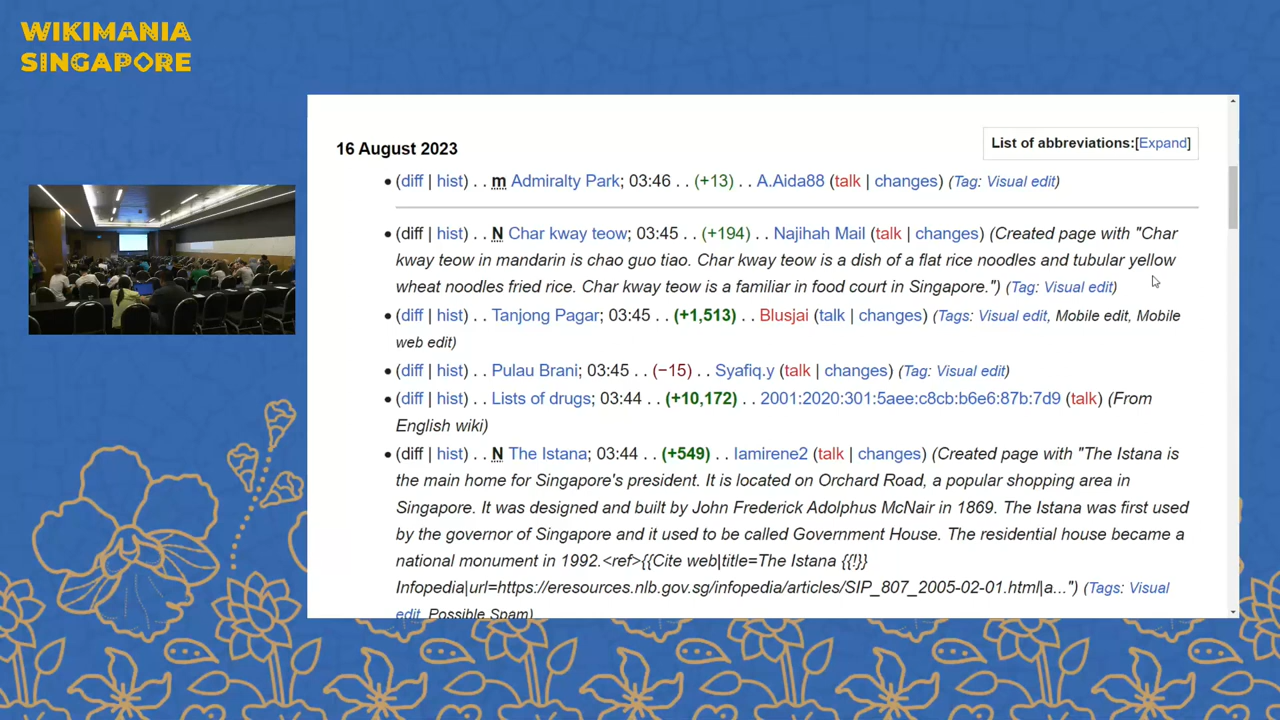 WIKIMANIA
SINGAPORE
List of abbreviations:[Expand]
16 August 2023
• (diff | hist) . . m Admiralty Park; 03:46 . . (+13) . . A.Aida88 (talk | changes) (Tag: Visual edit)
• (diff | hist) . . N Char kway teow; 03:45 . . (+194) . . Najihah Mail (talk | changes) (Created page with "Char
kway teow in mandarin is chao guo tiao. Char kway teow is a dish of a flat rice noodles and tubular yellow
wheat noodles fried rice. Char kway teow is a familiar in food court in Singapore.") (Tag: Visual edit)
• (diff | hist) . . Tanjong Pagar; 03:45 . . (+1,513) . . Blusjai (talk | changes) (Tags: Visual edit, Mobile edit, Mobile
web edit)
• (diff | hist) . . Pulau Brani; 03:45 . . (−15) . . Syafiq.y (talk | changes) (Tag: Visual edit)
• (diff | hist) . . Lists of drugs; 03:44 . . (+10,172) . . 2001:2020:301:5aee:c8cb:b6e6:87b:7d9 (talk) (From
English wiki)
• (diff | hist) . . N The Istana; 03:44 . . (+549) . . Iamirene2 (talk | changes) (Created page with "The Istana is
the main home for Singapore's president. It is located on Orchard Road, a popular shopping area in
Singapore. It was designed and built by John Frederick Adolphus McNair in 1869. The Istana was first used
by the governor of Singapore and it used to be called Government House. The residential house became a
national monument in 1992.<ref>{{Cite web|title=The Istana {{!}}
Infopedia|url=https://eresources.nlb.gov.sg/infopedia/articles/SIP_807_2005-02-01.html|a...") (Tags: Visual
edit, Possible Spam)